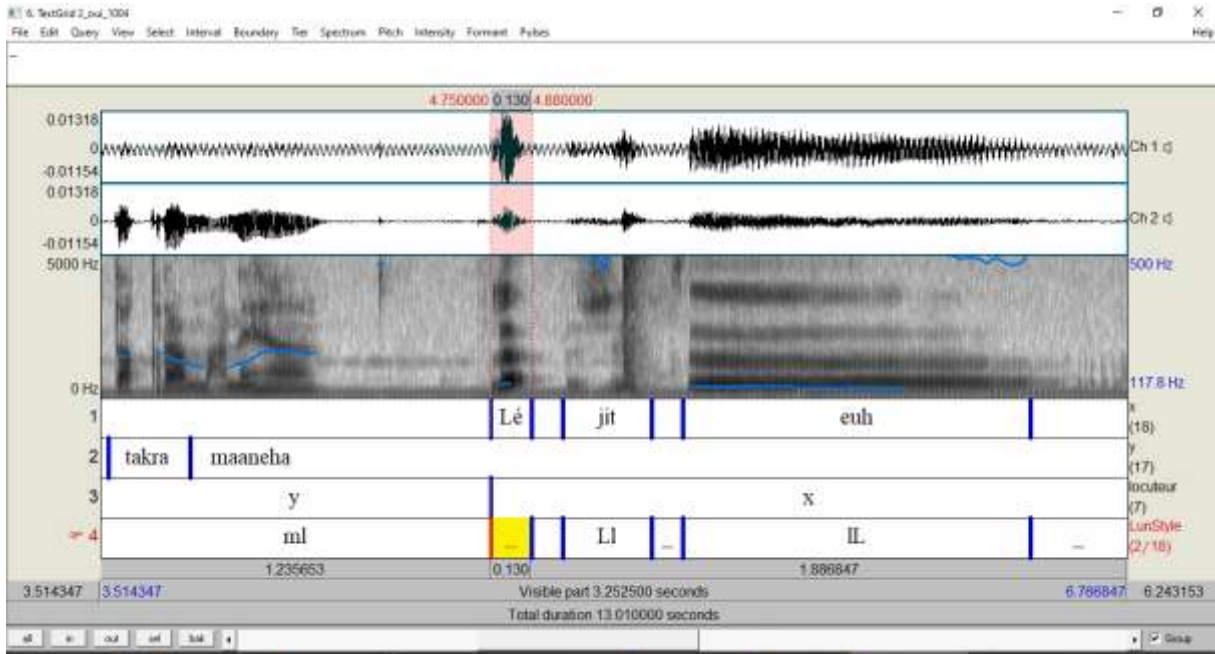 6. TextGrid 2_oui_1004
File Edit Query View Select Interval Boundary Tier Spectrum Pitch Intensity Formant Pulses Help
4.750000 0.130 4.880000
0.01318
0
-0.01154
Ch 1
0.01318
0
-0.01154
Ch 2
5000 Hz 500 Hz
0 Hz 117.8 Hz
1 Lé jit euh x (18)
2 takra maaneha y (17)
3 y x locuteur (7)
4 ml _ Ll _ lL _ LunStyle (2/18)
1.235653 0.130 1.886847
3.514347 3.514347 Visible part 3.252500 seconds 6.766847 6.243153
Total duration 13.010000 seconds
all in out sel bak Group